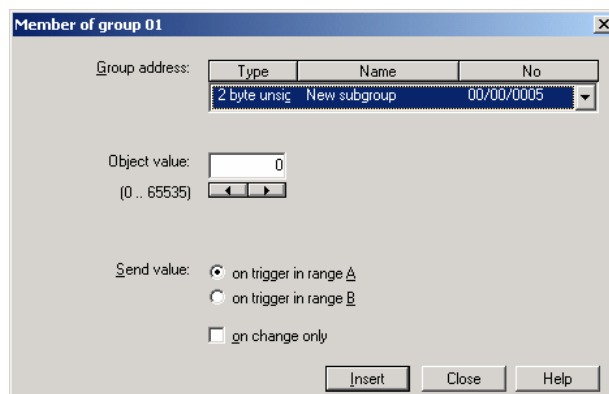 Member of group 01
Group address:
Type Name No
2 byte unsig New subgroup 00/00/0005
Object value: 0
(0 .. 65535)
Send value: on trigger in range A
on trigger in range B
on change only
Insert Close Help